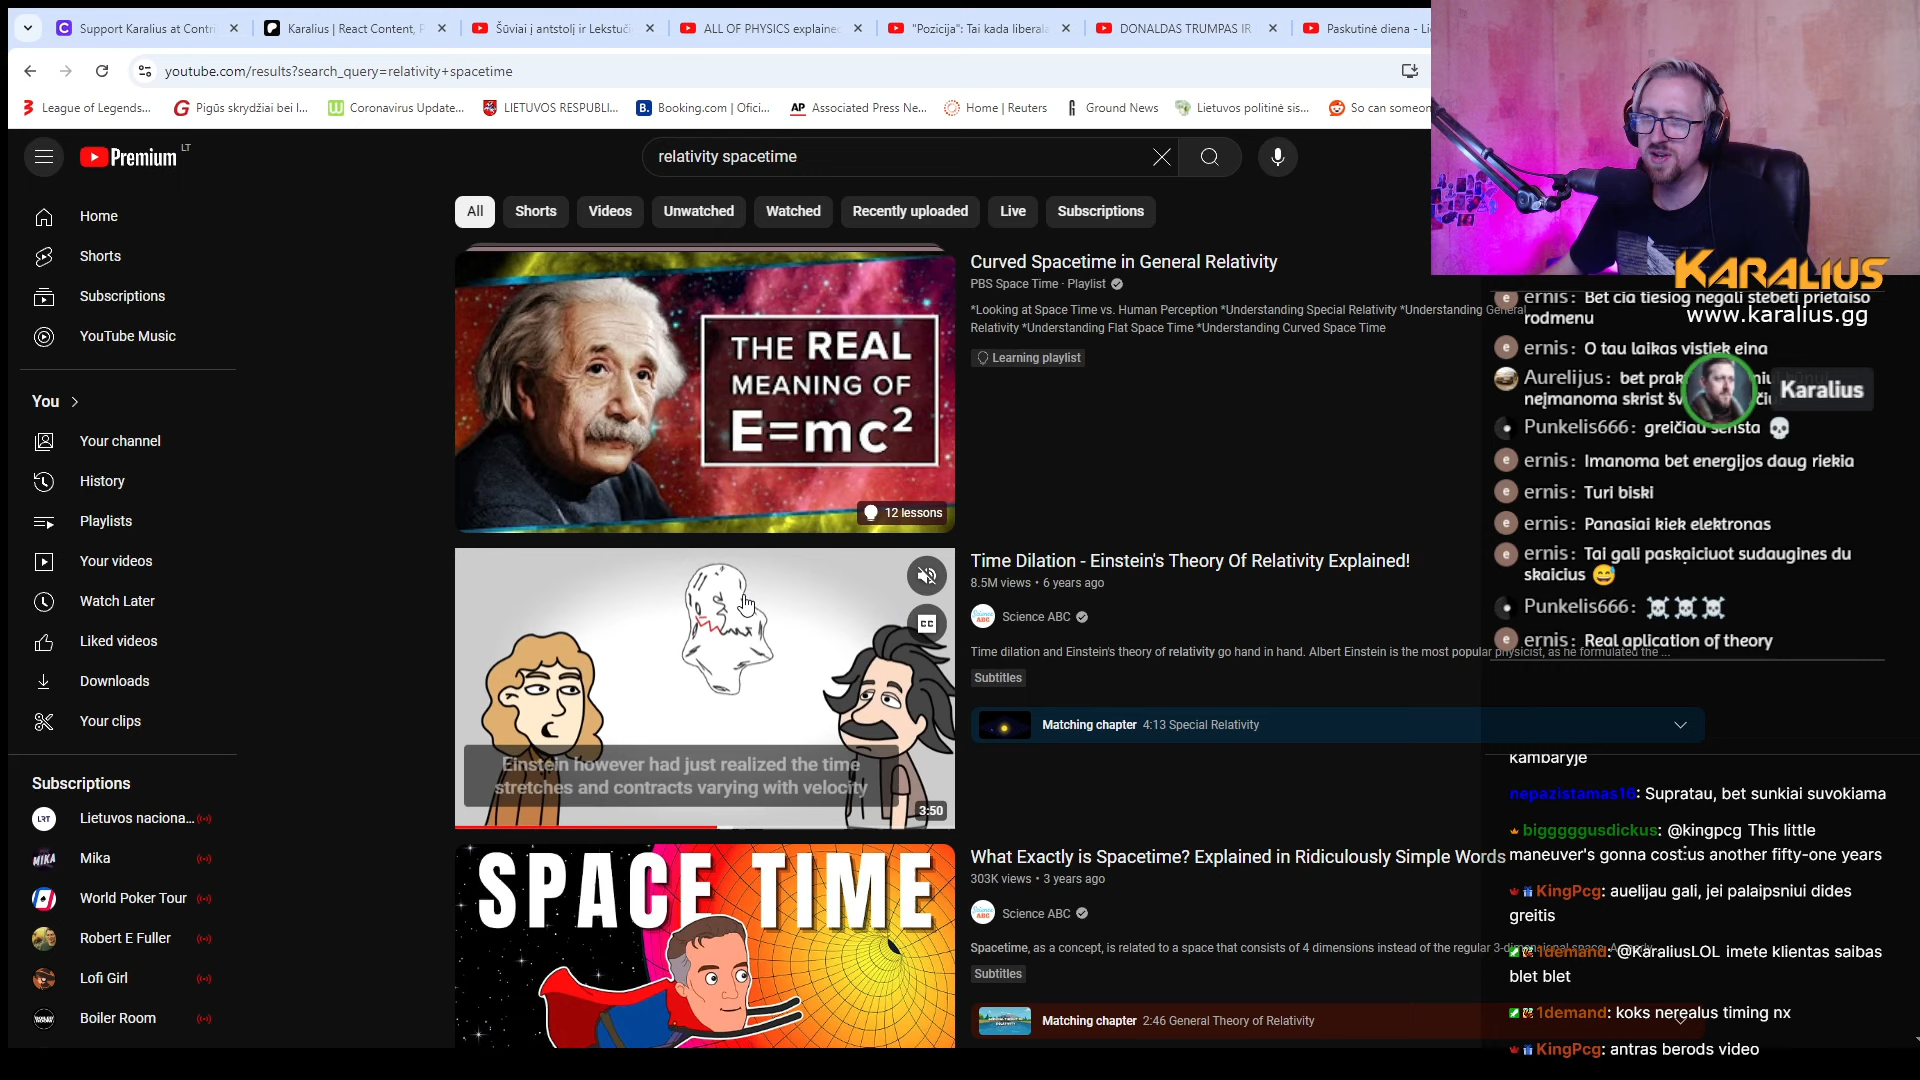 Support Karalius at Contri
Karalius | React Content, F
Šūviai į antstolį ir Lekstuči
ALL OF PHYSICS explaine
"Pozicija": Tai kada liberala
DONALDAS TRUMPAS IR
Paskutinė diena - Li
youtube.com/results?search_query=relativity+spacetime
League of Legends...
Pigūs skrydžiai bei l...
Coronavirus Update...
LIETUVOS RESPUBLI...
Booking.com | Ofici...
AP Associated Press Ne...
Home | Reuters
Ground News
Lietuvos politinė sis...
So can someon
Premium LT
relativity spacetime
Home
Shorts
Subscriptions
YouTube Music
You
Your channel
History
Playlists
Your videos
Watch Later
Liked videos
Downloads
Your clips
Subscriptions
LRT Lietuvos naciona...
MIKA Mika
World Poker Tour
Robert E Fuller
Lofi Girl
Boiler Room
All
Shorts
Videos
Unwatched
Watched
Recently uploaded
Live
Subscriptions
THE REAL
MEANING OF
E=mc²
12 lessons
Curved Spacetime in General Relativity
PBS Space Time · Playlist
*Looking at Space Time vs. Human Perception *Understanding Special Relativity *Understanding General
Relativity *Understanding Flat Space Time *Understanding Curved Space Time
Learning playlist
CC
Einstein however had just realized the time
stretches and contracts varying with velocity
3:50
Time Dilation - Einstein's Theory Of Relativity Explained!
8.5M views • 6 years ago
Science ABC
Time dilation and Einstein's theory of relativity go hand in hand. Albert Einstein is the most popular physicist, as he formulated the ...
Subtitles
Matching chapter 4:13 Special Relativity
SPACE TIME
What Exactly is Spacetime? Explained in Ridiculously Simple Words
303K views • 3 years ago
Science ABC
Spacetime, as a concept, is related to a space that consists of 4 dimensions instead of the regular 3-dimensional space.
Subtitles
Matching chapter 2:46 General Theory of Relativity
KARALIUS
www.karalius.gg
ernis: Bet cia tiesiog negali stebeti prietaiso
rodmenu
ernis: O tau laikas vistiek eina
Aurelijus: bet prak
neįmanoma skrist šv
Karalius
Punkelis666: greičiau sensta
ernis: Imanoma bet energijos daug riekia
ernis: Turi biski
ernis: Panasiai kiek elektronas
ernis: Tai gali paskaiciuot sudaugines du
skaicius 😅
Punkelis666: ☠☠☠
ernis: Real aplication of theory
kambaryje
nepazistamas16: Supratau, bet sunkiai suvokiama
bigggggusdickus: @kingpcg This little
maneuver's gonna cost us another fifty-one years
KingPcg: auelijau gali, jei palaipsniui dides
greitis
1demand: @KaraliusLOL imete klientas saibas
blet blet
1demand: koks nerealus timing nx
KingPcg: antras berods video